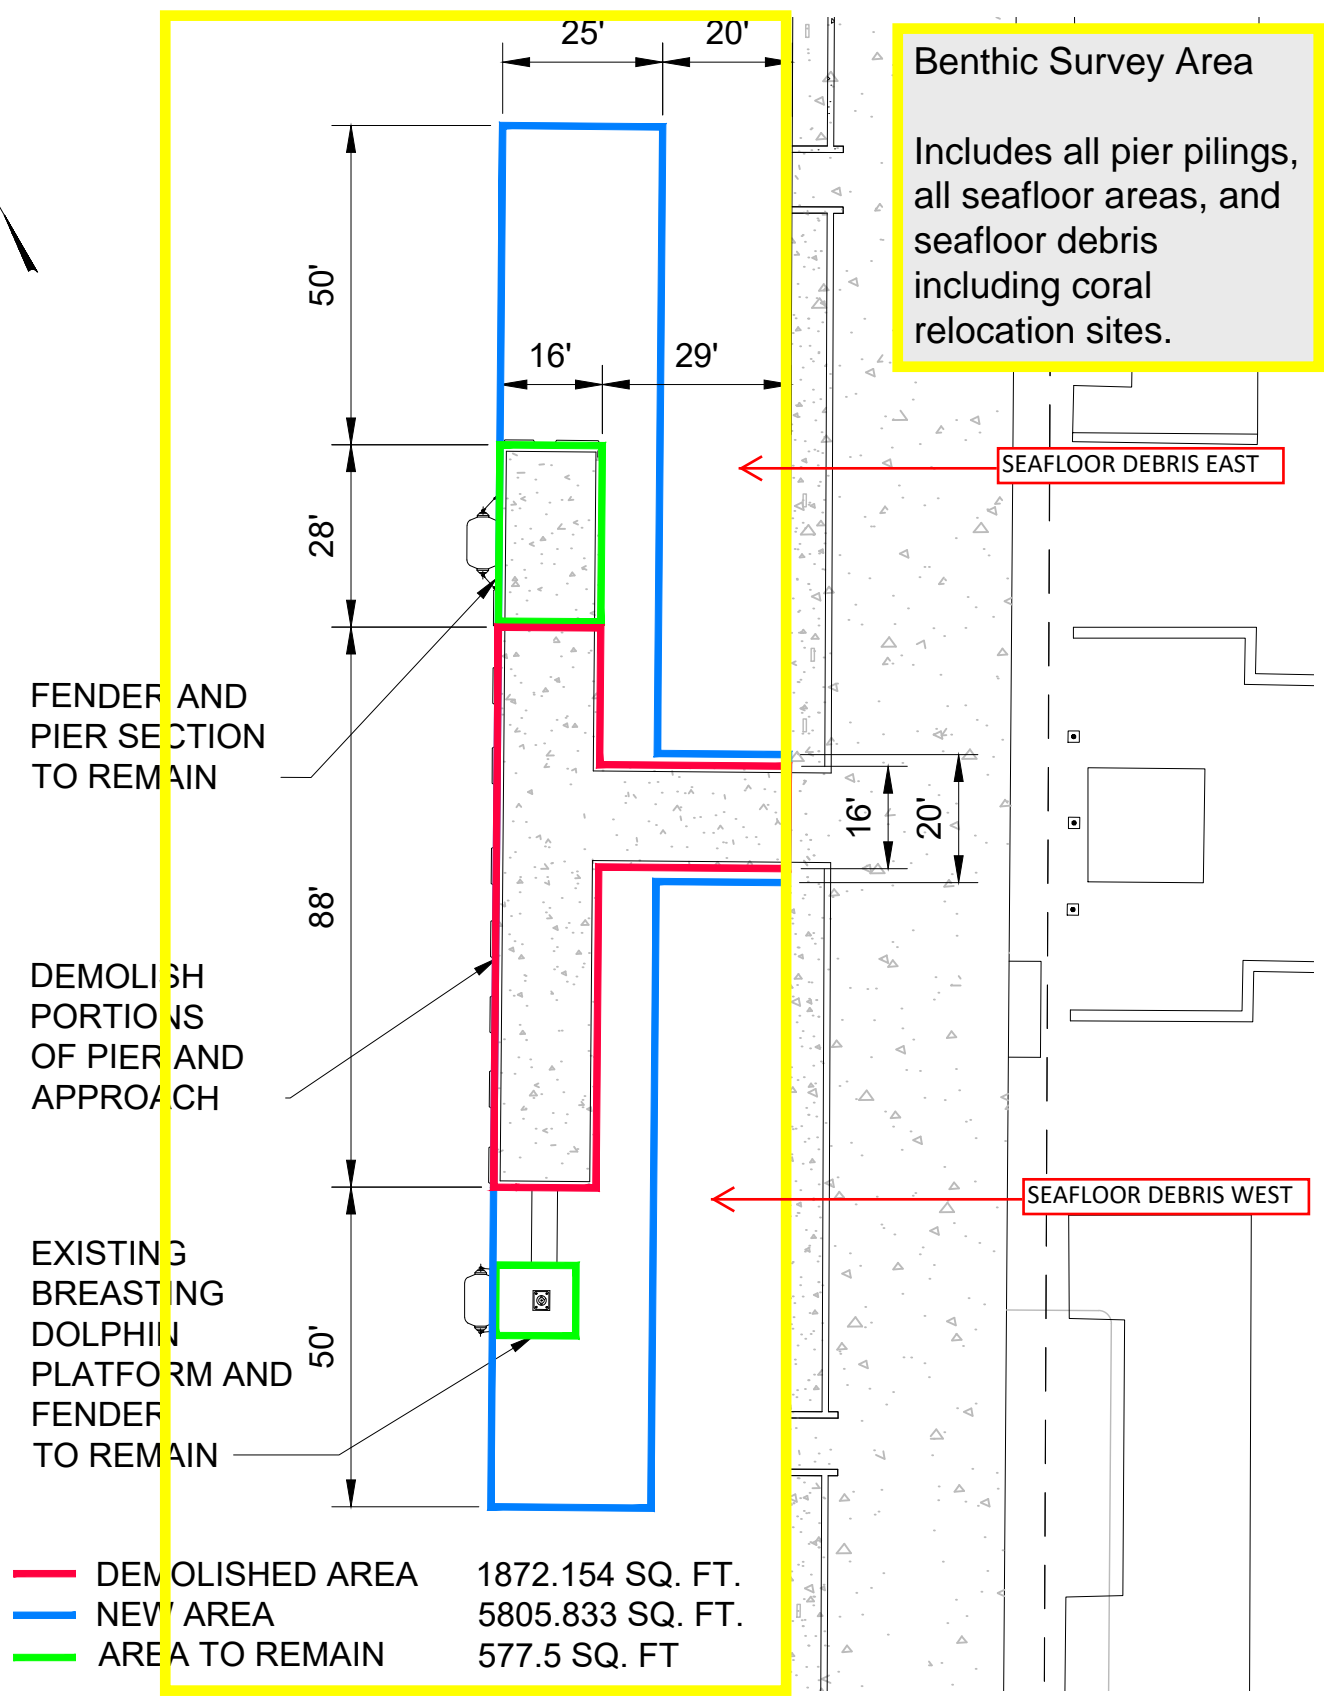 25'
20'
Benthic Survey Area
Includes all pier pilings,
all seafloor areas, and
seafloor debris
including coral
relocation sites.
50'
16'
29'
SEAFLOOR DEBRIS EAST
28'
FENDER AND
PIER SECTION
TO REMAIN
16'
20'
88'
DEMOLISH
PORTIONS
OF PIER AND
APPROACH
SEAFLOOR DEBRIS WEST
EXISTING
BREASTING
DOLPHIN
PLATFORM AND
FENDER
TO REMAIN
50'
DEMOLISHED AREA 1872.154 SQ. FT.
NEW AREA 5805.833 SQ. FT.
AREA TO REMAIN 577.5 SQ. FT